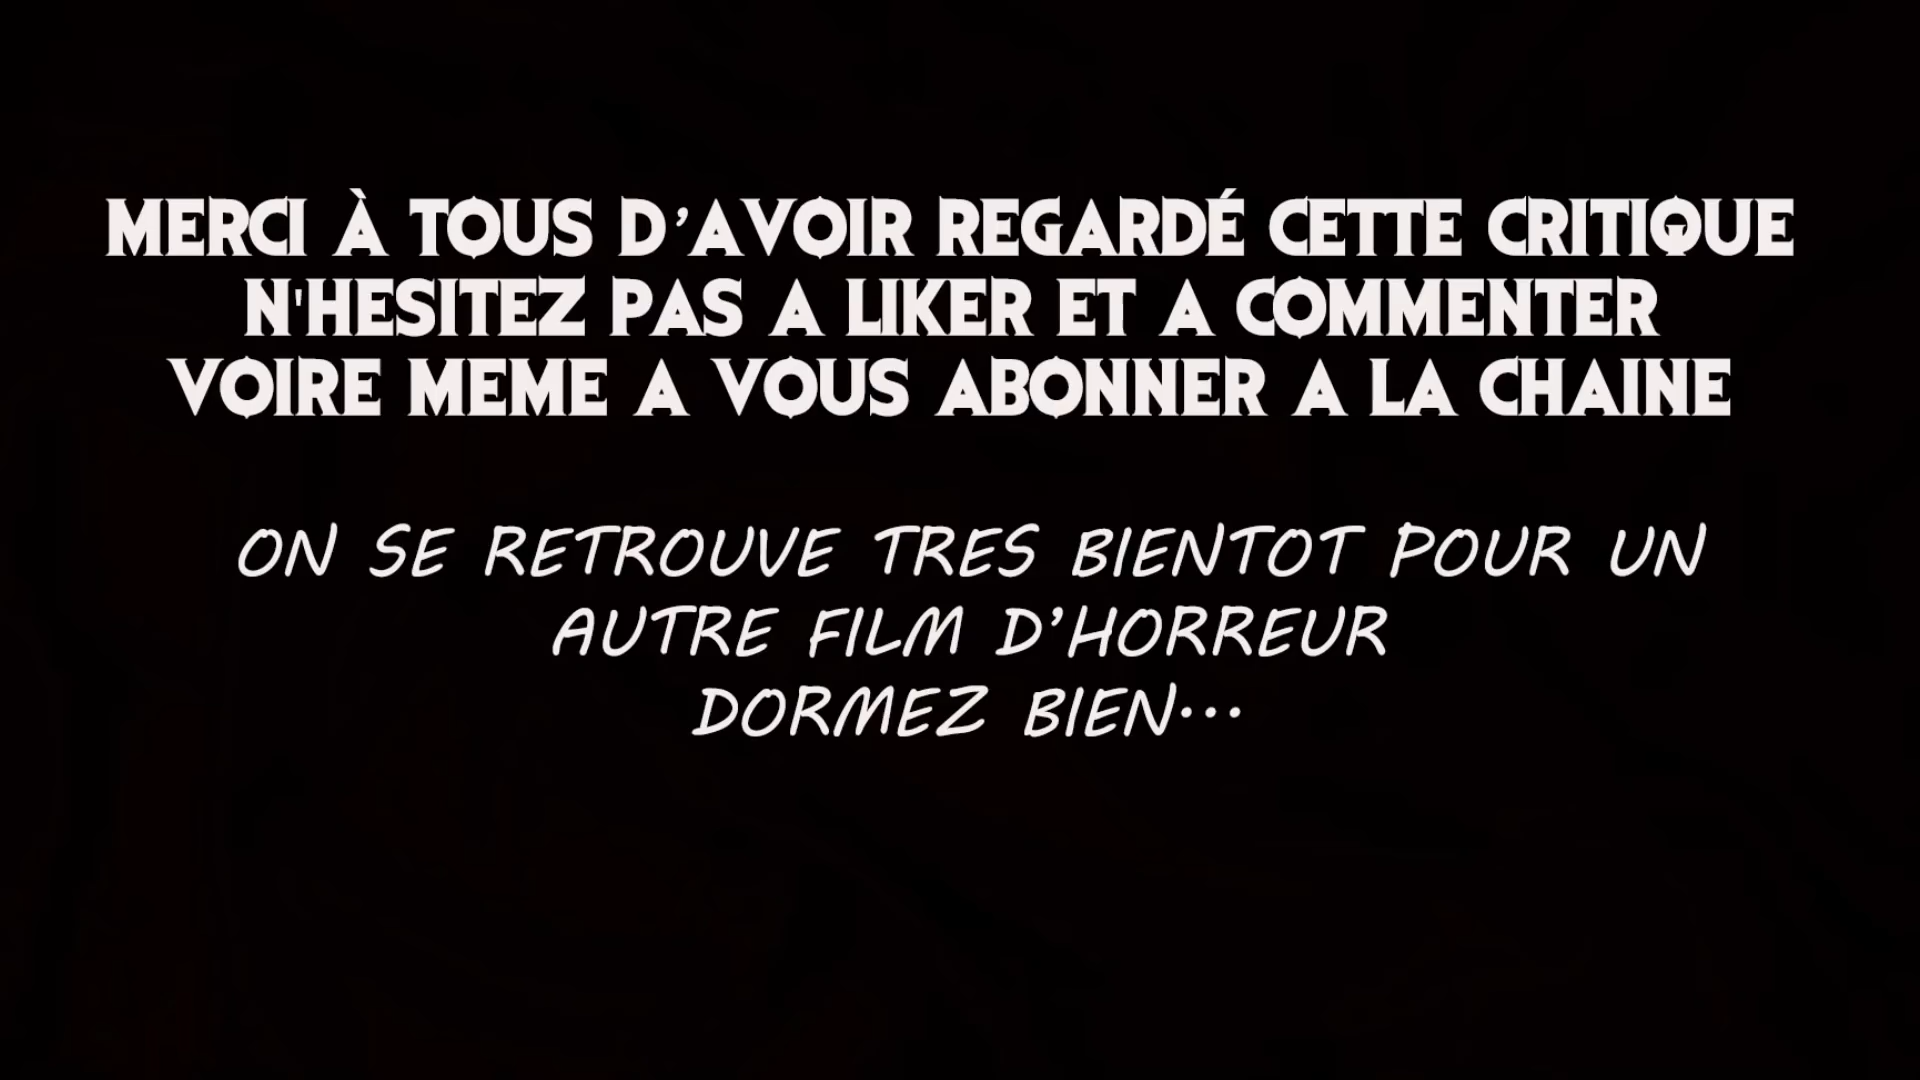 MERCI À TOUS D’AVOIR REGARDÉ CETTE CRITIQUE
N'HESITEZ PAS A LIKER ET A COMMENTER
VOIRE MEME A VOUS ABONNER A LA CHAINE
ON SE RETROUVE TRES BIENTOT POUR UN
AUTRE FILM D’HORREUR
DORMEZ BIEN...